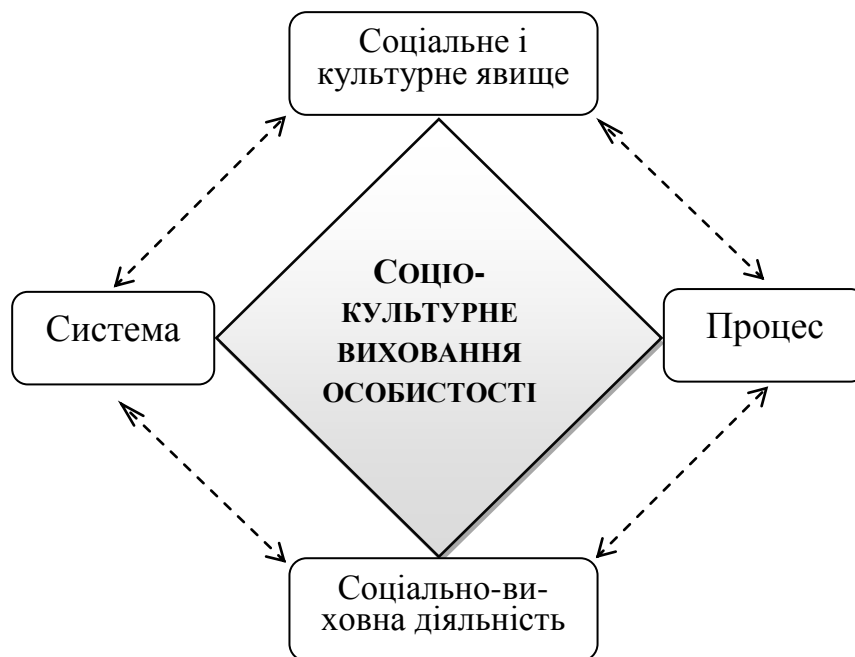 Соціальне і
культурне явище
Система
СОЦІО-
КУЛЬТУРНЕ
ВИХОВАННЯ
ОСОБИСТОСТІ
Процес
Соціально-ви-
ховна діяльність